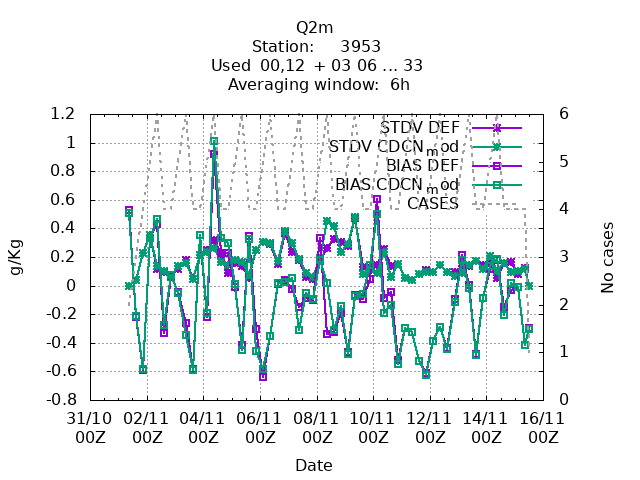 Q2m
Station: 3953
Used 00,12 + 03 06 ... 33
Averaging window: 6h
STDV DEF
STDV CDCN_mod
BIAS DEF
BIAS CDCN_mod
CASES
g/Kg
1.2
1
0.8
0.6
0.4
0.2
0
-0.2
-0.4
-0.6
-0.8
No cases
6
5
4
3
2
1
0
31/10 02/11 04/11 06/11 08/11 10/11 12/11 14/11 16/11
00Z 00Z 00Z 00Z 00Z 00Z 00Z 00Z 00Z
Date